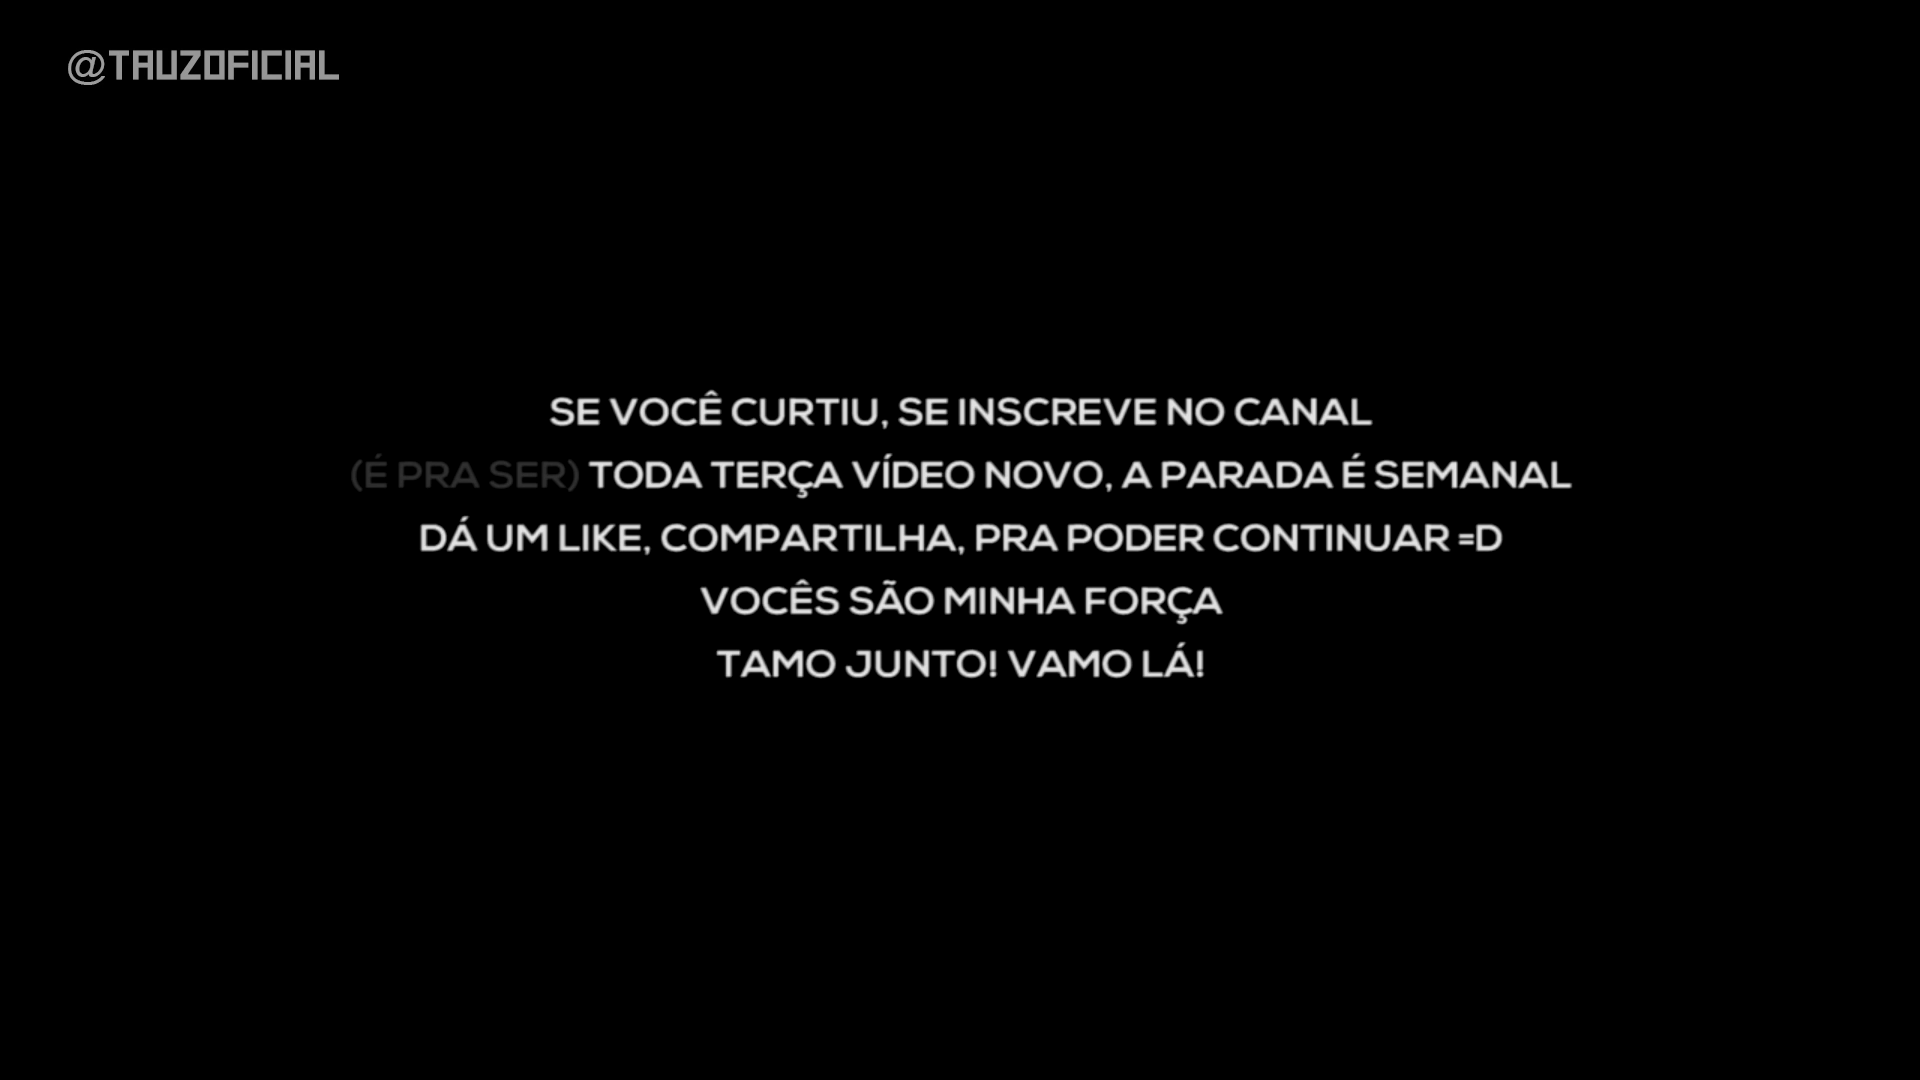 @TAUZOFICIAL
SE VOCÊ CURTIU, SE INSCREVE NO CANAL
(É PRA SER) TODA TERÇA VÍDEO NOVO, A PARADA É SEMANAL
DÁ UM LIKE, COMPARTILHA, PRA PODER CONTINUAR =D
VOCÊS SÃO MINHA FORÇA
TAMO JUNTO! VAMO LÁ!